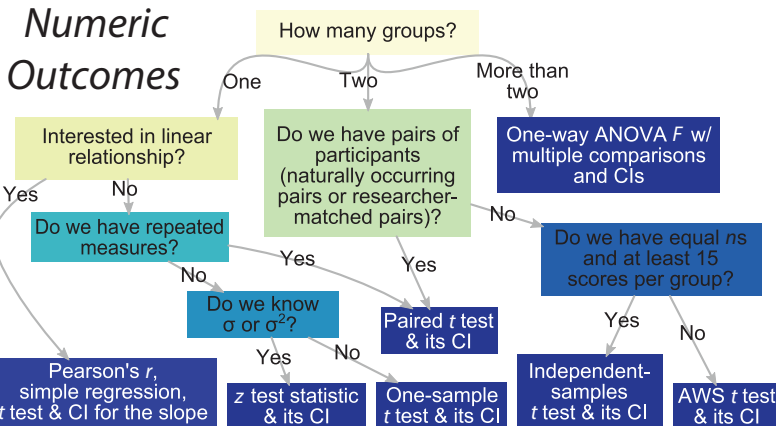 Numeric
Outcomes
How many groups?
One
Two
More than
two
Interested in linear
relationship?
Do we have pairs of
participants
(naturally occurring
pairs or researcher-
matched pairs)?
One-way ANOVA F w/
multiple comparisons
and CIs
Yes
No
No
Do we have repeated
measures?
Do we have equal ns
and at least 15
scores per group?
Yes
Yes
No
Do we know
σ or σ²?
Paired t test
& its CI
Yes
No
Yes
No
Pearson's r,
simple regression,
t test & CI for the slope
z test statistic
& its CI
One-sample
t test & its CI
Independent-
samples
t test & its CI
AWS t test
& its CI